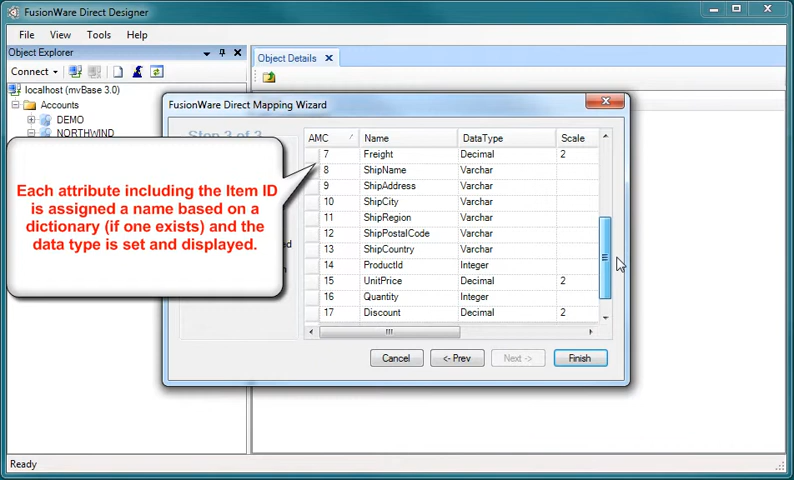 FusionWare Direct Designer
File View Tools Help
Object Explorer
Object Details
Connect
localhost (mvBase 3.0)
Accounts
DEMO
NORTHWIND
FusionWare Direct Mapping Wizard
Step 3 of 3
AMC Name DataType Scale
7 Freight Decimal 2
8 ShipName Varchar
9 ShipAddress Varchar
10 ShipCity Varchar
11 ShipRegion Varchar
12 ShipPostalCode Varchar
13 ShipCountry Varchar
14 ProductId Integer
15 UnitPrice Decimal 2
16 Quantity Integer
17 Discount Decimal 2
Each attribute including the Item ID
is assigned a name based on a
dictionary (if one exists) and the
data type is set and displayed.
Cancel <- Prev Next -> Finish
Ready